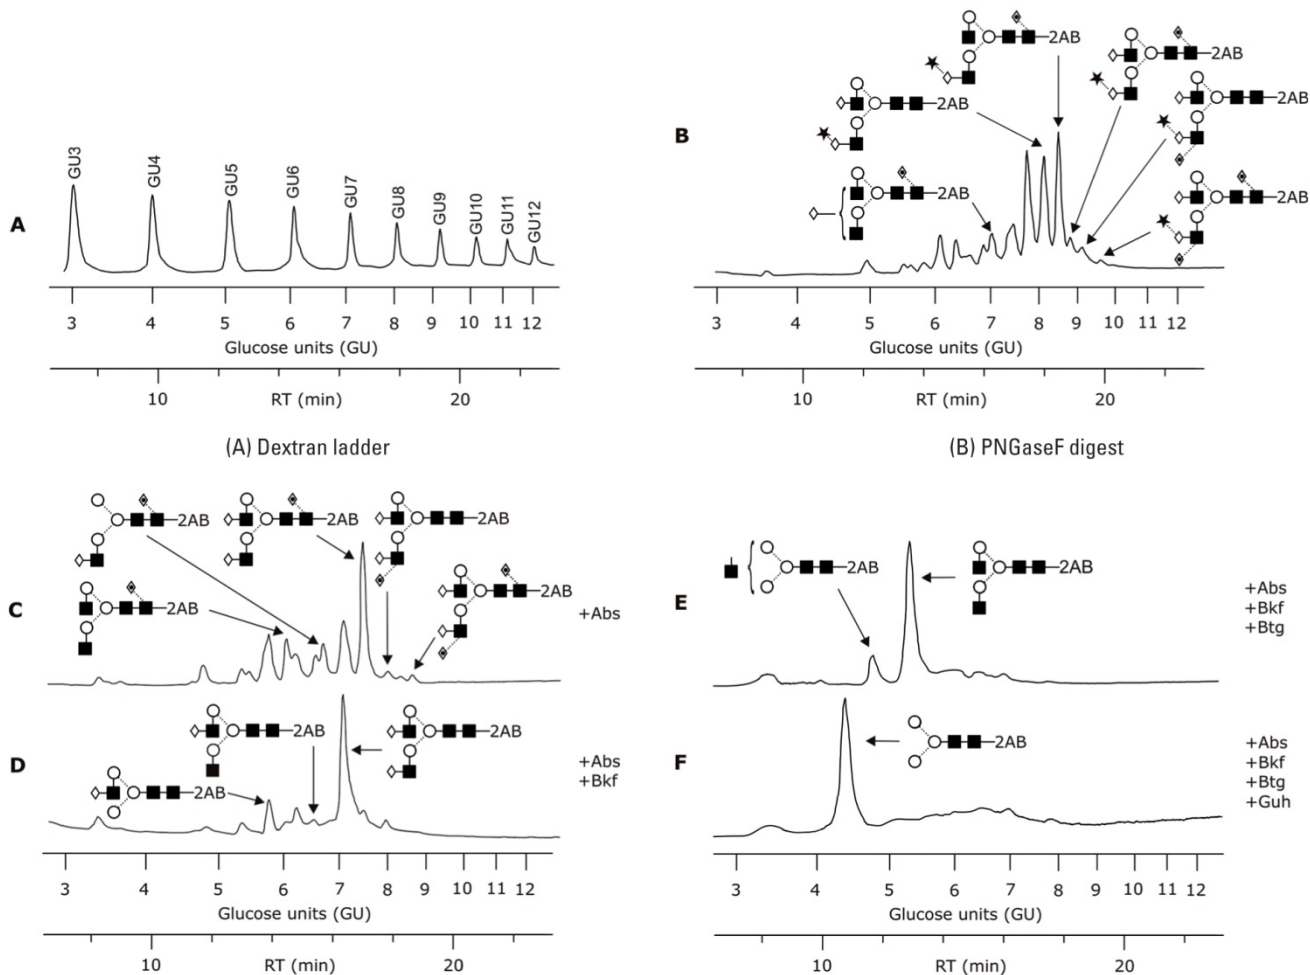 A
GU3
GU4
GU5
GU6
GU7
GU8
GU9
GU10
GU11
GU12
3 4 5 6 7 8 9 10 11 12
Glucose units (GU)
10 20
RT (min)
(A) Dextran ladder
B
2AB
2AB
2AB
2AB
2AB
2AB
3 4 5 6 7 8 9 10 11 12
Glucose units (GU)
10 20
RT (min)
(B) PNGaseF digest
C
2AB
2AB
2AB
2AB
2AB
+Abs
D
2AB
2AB
2AB
+Abs
+Bkf
3 4 5 6 7 8 9 10 11 12
Glucose units (GU)
10 20
RT (min)
E
2AB
2AB
+Abs
+Bkf
+Btg
F
2AB
+Abs
+Bkf
+Btg
+Guh
3 4 5 6 7 8 9 10 11 12
Glucose units (GU)
10 20
RT (min)